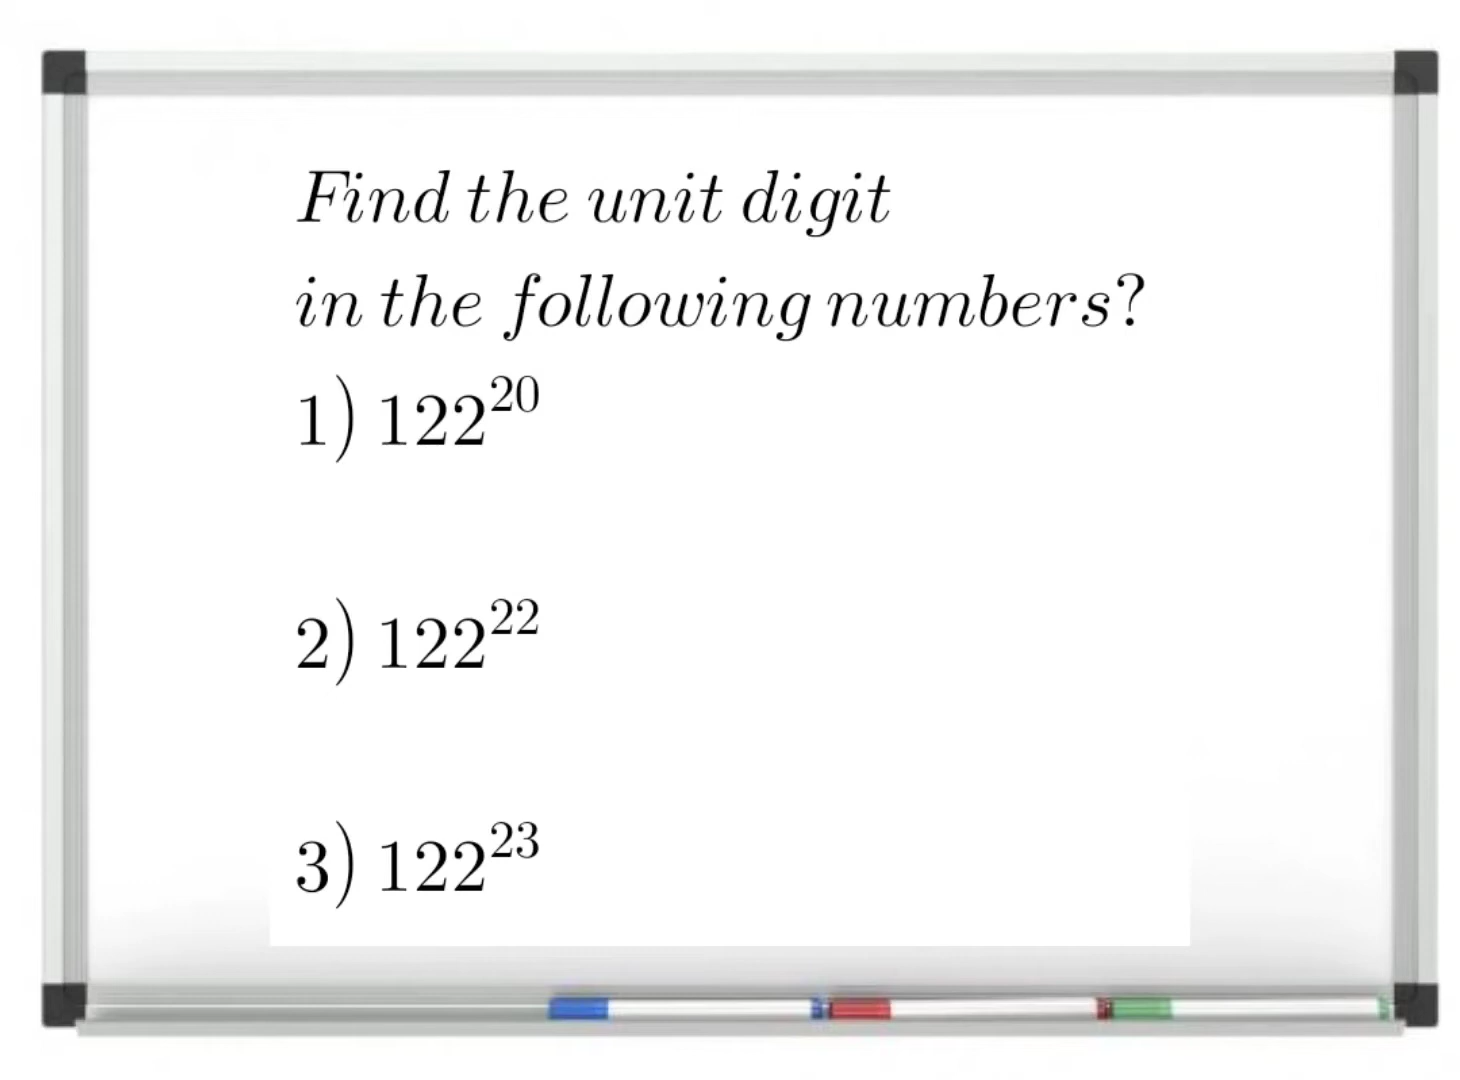 Find the unit digit
in the following numbers?
1) 122^20
2) 122^22
3) 122^23